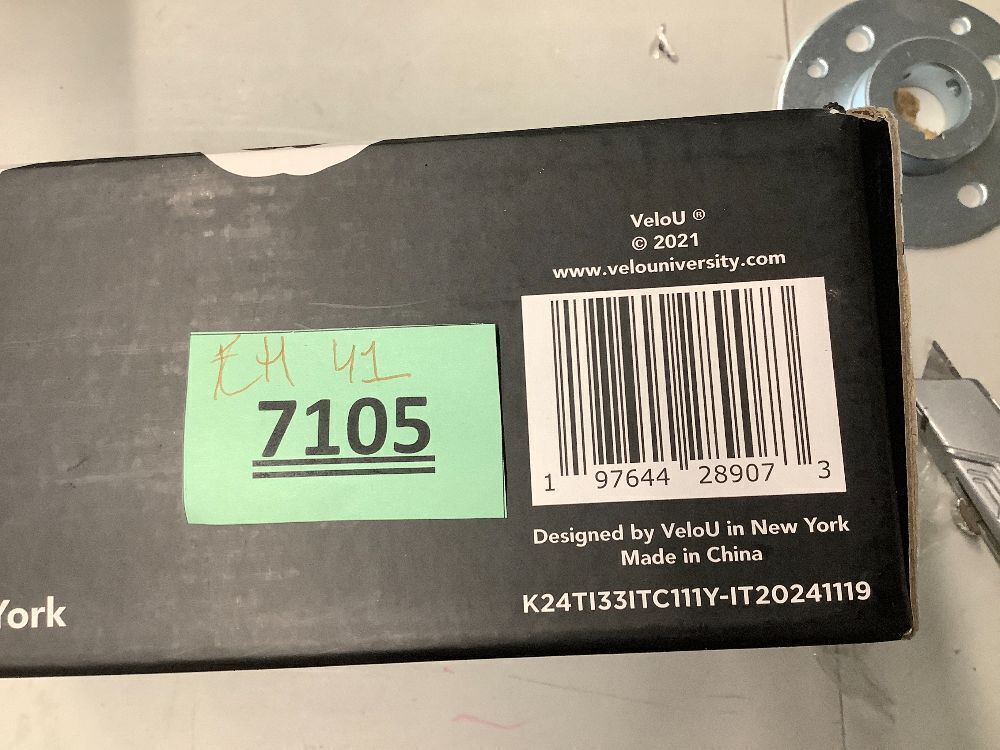 VeloU ®
© 2021
www.velouniversity.com
41
7105
1 97644 28907 3
Designed by VeloU in New York
Made in China
K24TI33ITC111Y-IT20241119
York